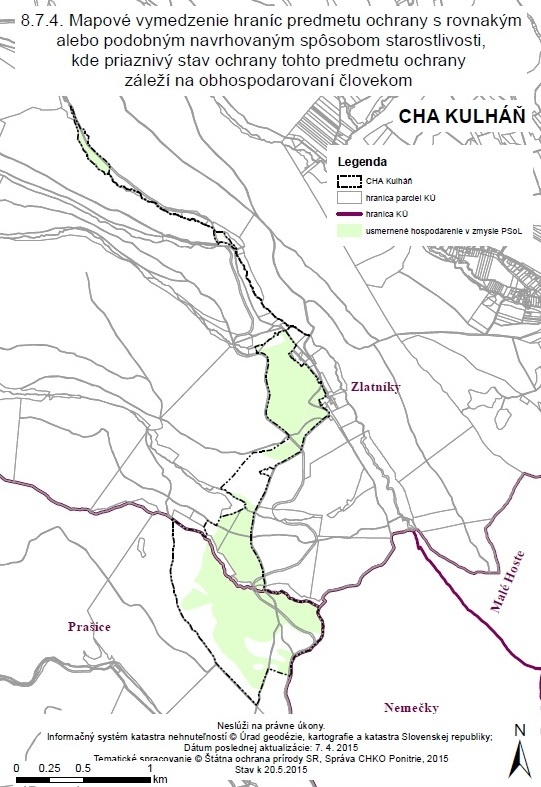 8.7.4. Mapové vymedzenie hraníc predmetu ochrany s rovnakým
alebo podobným navrhovaným spôsobom starostlivosti,
kde priaznivý stav ochrany tohto predmetu ochrany
záleží na obhospodarovaní človekom
CHA KULHÁŇ
Legenda
CHA Kulháň
hranica parciel KÚ
hranica KÚ
usmernené hospodárenie v zmysle PSoL
Zlatníky
Malé Hoste
Prašice
Nemečky
Neslúži na právne úkony.
Informačný systém katastra nehnuteľností © Úrad geodézie, kartografie a katastra Slovenskej republiky;
Dátum poslednej aktualizácie: 7. 4. 2015
Tematické spracovanie © Štátna ochrana prírody SR, Správa CHKO Ponitrie, 2015
Stav k 20.5.2015
N
0 0.25 0.5 1
km